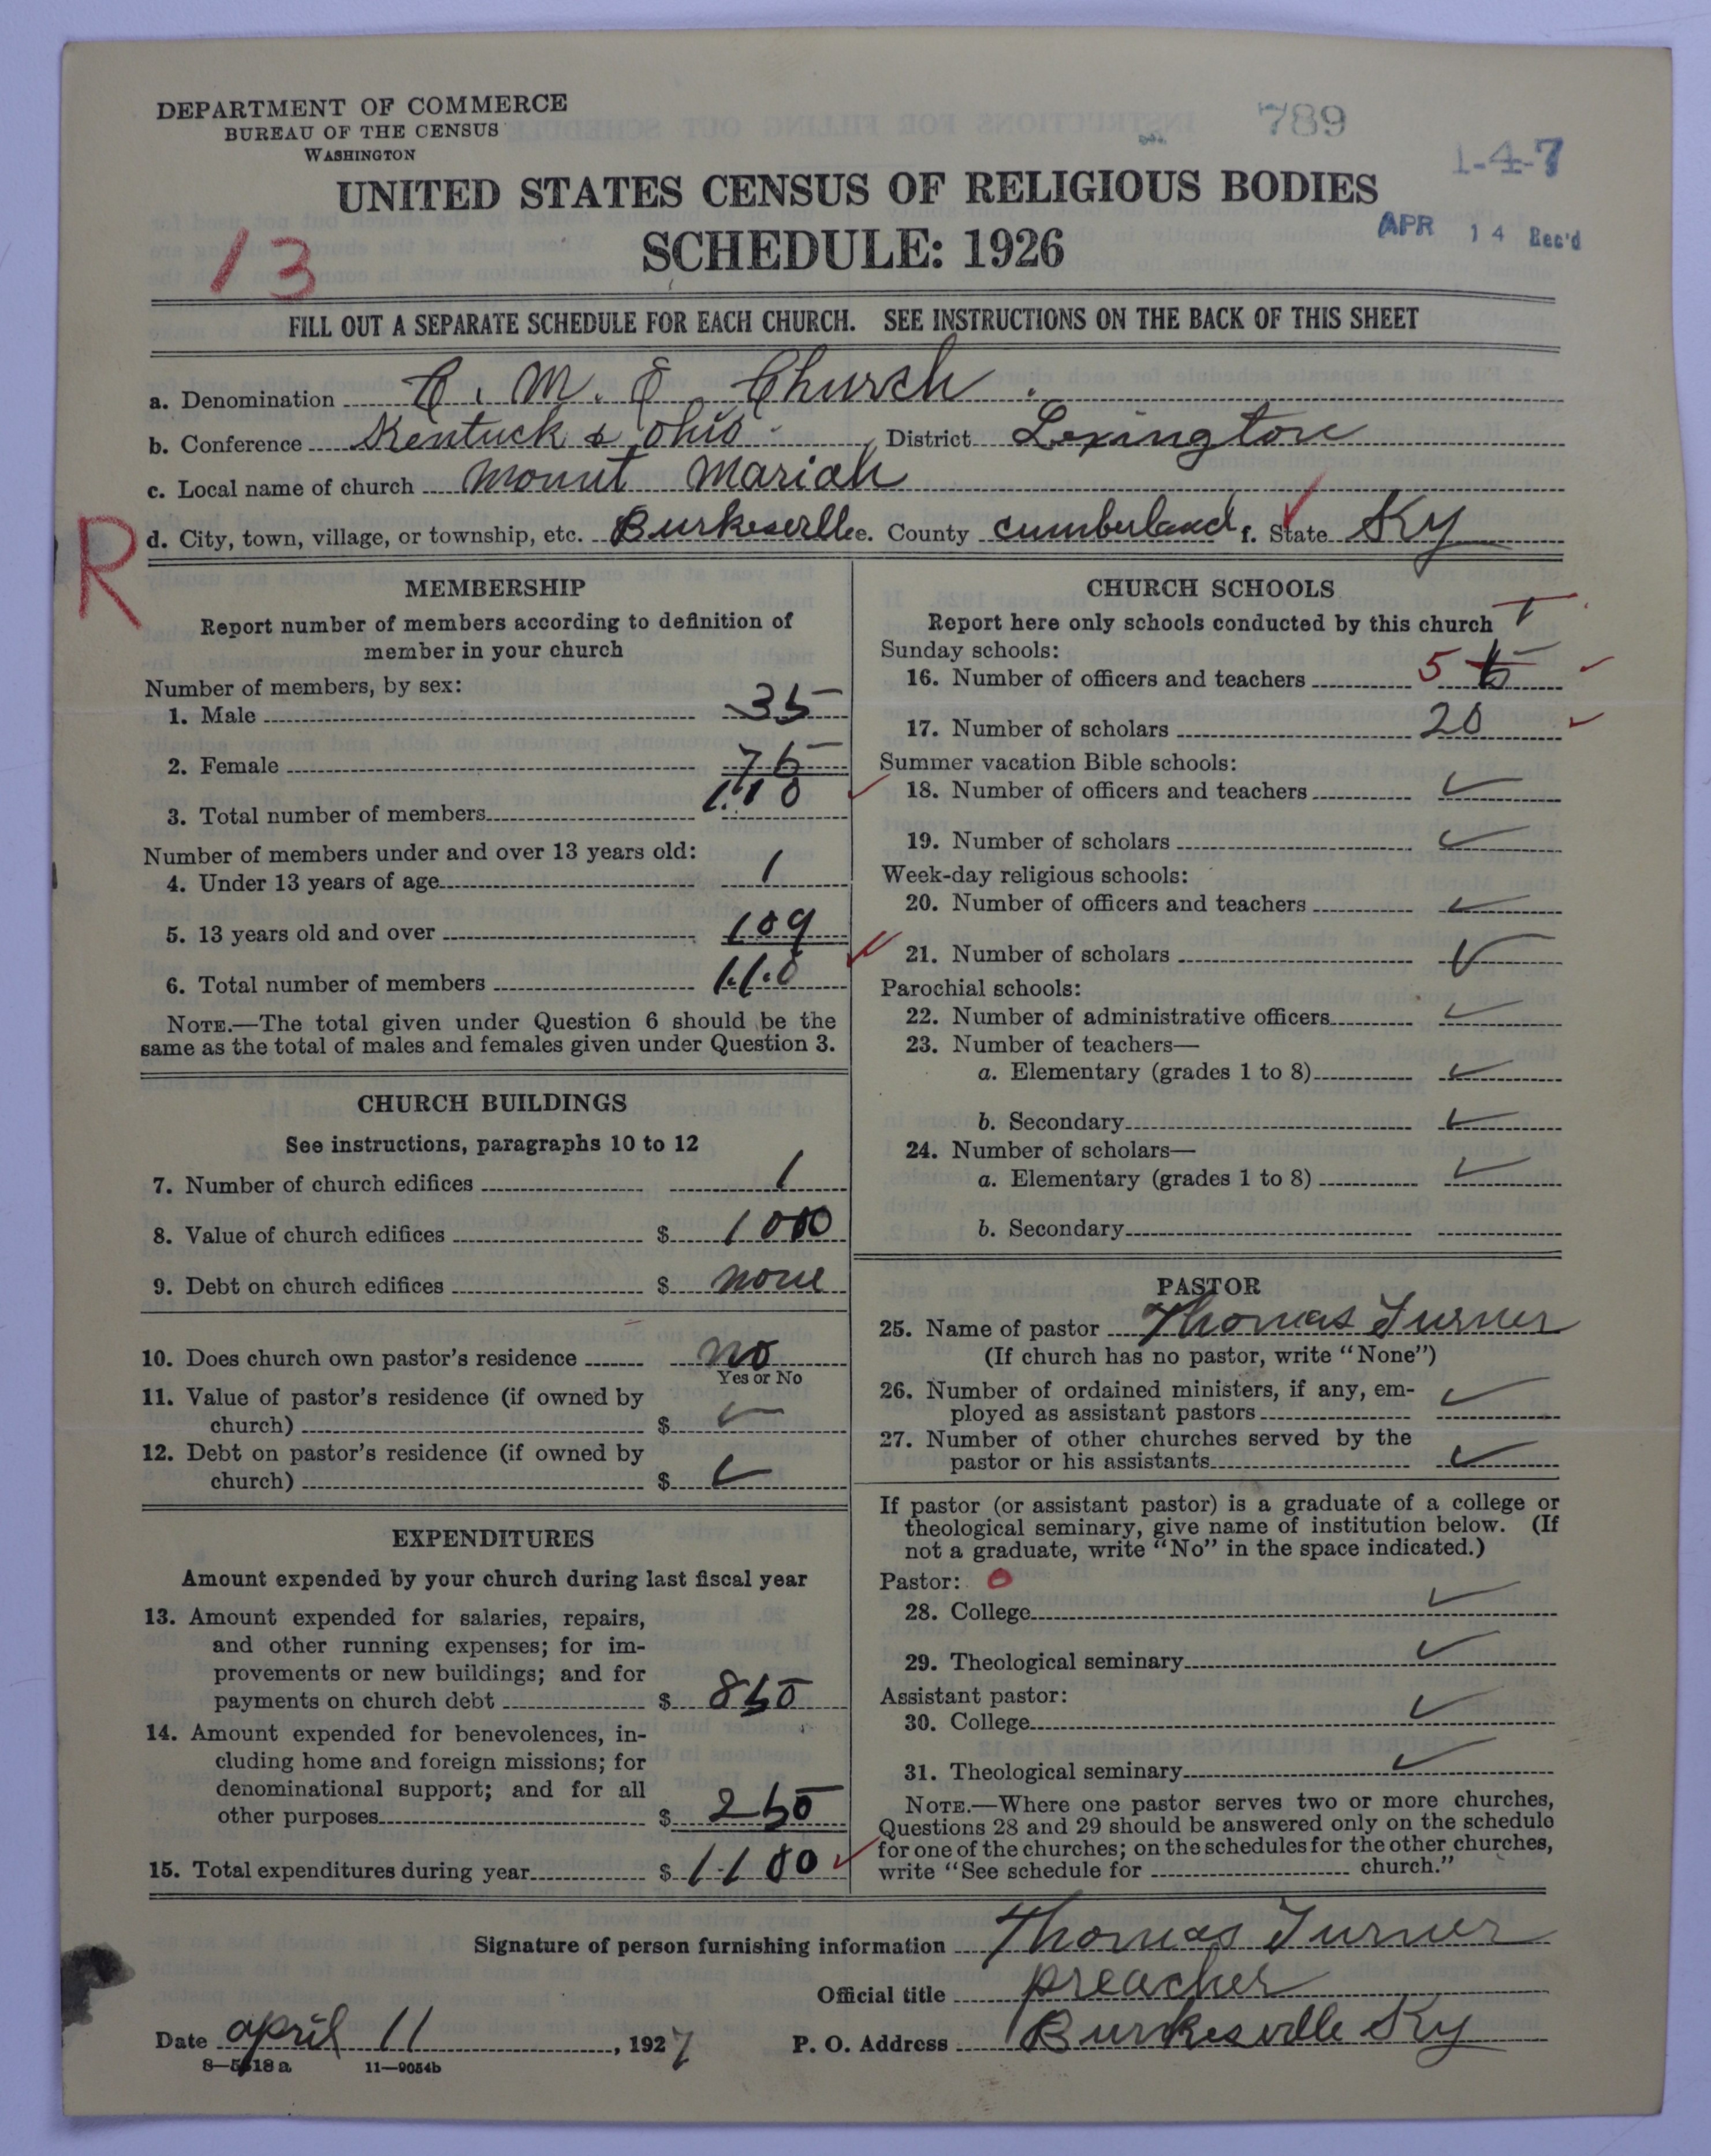 DEPARTMENT OF COMMERCE
BUREAU OF THE CENSUS
WASHINGTON
789
1-4-7
UNITED STATES CENSUS OF RELIGIOUS BODIES
SCHEDULE: 1926
APR 14 Rec'd
13
FILL OUT A SEPARATE SCHEDULE FOR EACH CHURCH. SEE INSTRUCTIONS ON THE BACK OF THIS SHEET
a. Denomination C. M. E Church.
b. Conference Kentuck & Ohio, District Lexington
c. Local name of church Mount Mariah
R
d. City, town, village, or township, etc. Burkesville e. County Cumberland f. State Ky
MEMBERSHIP
Report number of members according to definition of
member in your church
Number of members, by sex:
1. Male 35
2. Female 75
3. Total number of members 110
Number of members under and over 13 years old:
4. Under 13 years of age 1
5. 13 years old and over 109
6. Total number of members 110
NOTE.—The total given under Question 6 should be the
same as the total of males and females given under Question 3.
CHURCH BUILDINGS
See instructions, paragraphs 10 to 12
7. Number of church edifices 1
8. Value of church edifices $ 1000
9. Debt on church edifices $ none
10. Does church own pastor's residence no
Yes or No
11. Value of pastor's residence (if owned by
church) $ ✓
12. Debt on pastor's residence (if owned by
church) $ ✓
EXPENDITURES
Amount expended by your church during last fiscal year
13. Amount expended for salaries, repairs,
and other running expenses; for im-
provements or new buildings; and for
payments on church debt $ 850
14. Amount expended for benevolences, in-
cluding home and foreign missions; for
denominational support; and for all
other purposes $ 250
15. Total expenditures during year $ 1100
CHURCH SCHOOLS
Report here only schools conducted by this church
Sunday schools:
16. Number of officers and teachers 5
17. Number of scholars 20
Summer vacation Bible schools:
18. Number of officers and teachers ✓
19. Number of scholars ✓
Week-day religious schools:
20. Number of officers and teachers ✓
21. Number of scholars ✓
Parochial schools:
22. Number of administrative officers ✓
23. Number of teachers—
a. Elementary (grades 1 to 8) ✓
b. Secondary ✓
24. Number of scholars—
a. Elementary (grades 1 to 8) ✓
b. Secondary
PASTOR
25. Name of pastor Thomas Turner
(If church has no pastor, write "None")
26. Number of ordained ministers, if any, em-
ployed as assistant pastors ✓
27. Number of other churches served by the
pastor or his assistants ✓
If pastor (or assistant pastor) is a graduate of a college or
theological seminary, give name of institution below. (If
not a graduate, write "No" in the space indicated.)
Pastor: 0
28. College ✓
29. Theological seminary ✓
Assistant pastor:
30. College ✓
31. Theological seminary ✓
NOTE.—Where one pastor serves two or more churches,
Questions 28 and 29 should be answered only on the schedule
for one of the churches; on the schedules for the other churches,
write "See schedule for church."
Signature of person furnishing information Thomas Turner
Official title preacher
Date april 11, 1927 P. O. Address Burkesville Ky
8-5518a 11-9054b